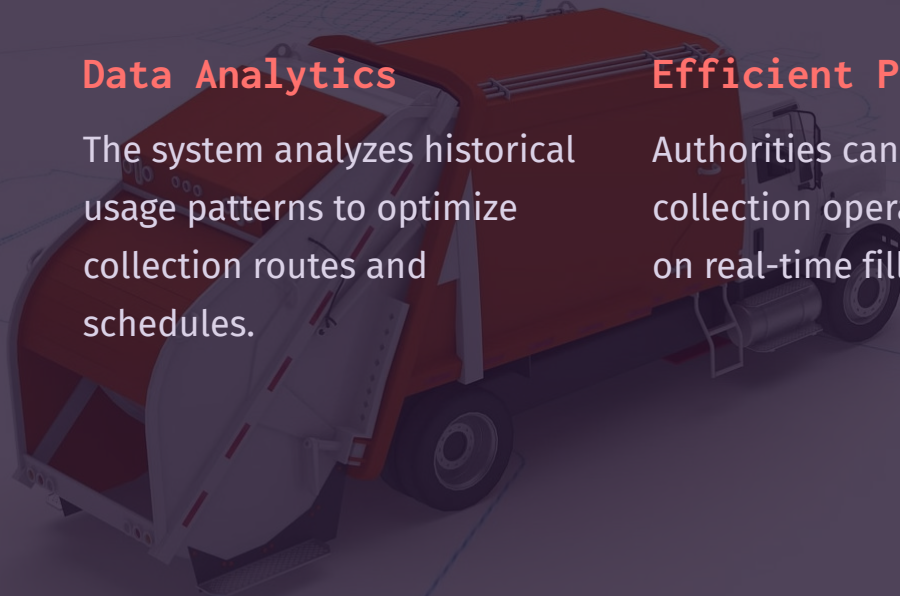 Data Analytics
The system analyzes historical
usage patterns to optimize
collection routes and
schedules.
Efficient
Authorities can
collection
on real-time